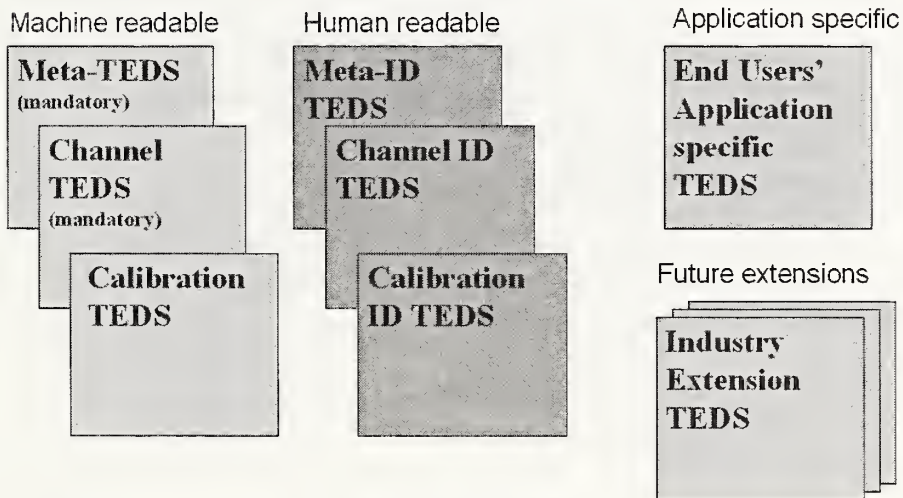 Machine readable
Meta-TEDS
(mandatory)
Channel
TEDS
(mandatory)
Calibration
TEDS
Human readable
Meta-ID
TEDS
Channel ID
TEDS
Calibration
ID TEDS
Application specific
End Users'
Application
specific
TEDS
Future extensions
Industry
Extension
TEDS